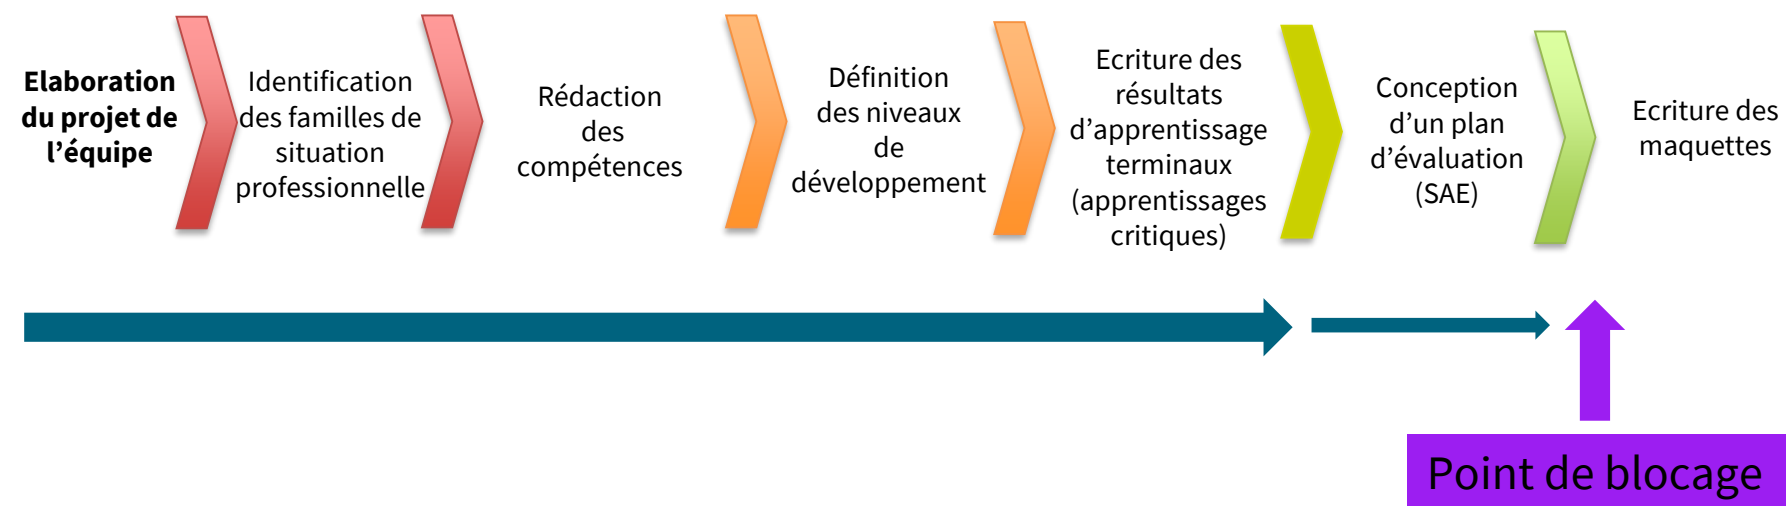 Elaboration
du projet de
l’équipe
Identification
des familles de
situation
professionnelle
Rédaction
des
compétences
Définition
des niveaux
de
développement
Ecriture des
résultats
d’apprentissage
terminaux
(apprentissages
critiques)
Conception
d’un plan
d’évaluation
(SAE)
Ecriture des
maquettes
Point de blocage